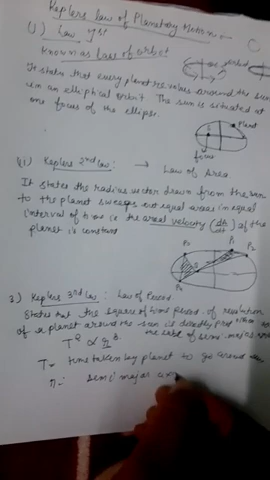 Keplers law of Planetary Motion
(1) Law 1st
Known as Law of orbit
It states that every planet revolves around the sun
in an elliptical orbit. The sun is situated at
one focus of the ellipse.
Planet
focus
(ii) Keplers 2nd law: → Law of Area
It states the radius vector drawn from the sun
to the planet sweeps out equal areas in equal
interval of time i.e the areal velocity (dA/dt) of the
planet is constant
P3 P1 P2
P4
3) Keplers 3rd law: Law of Period
States that the square of time period of revolution
of a planet around the sun is directly
the cube of semi major
T² ∝ r³
T= time taken by planet to go around sun
r= semi major axis